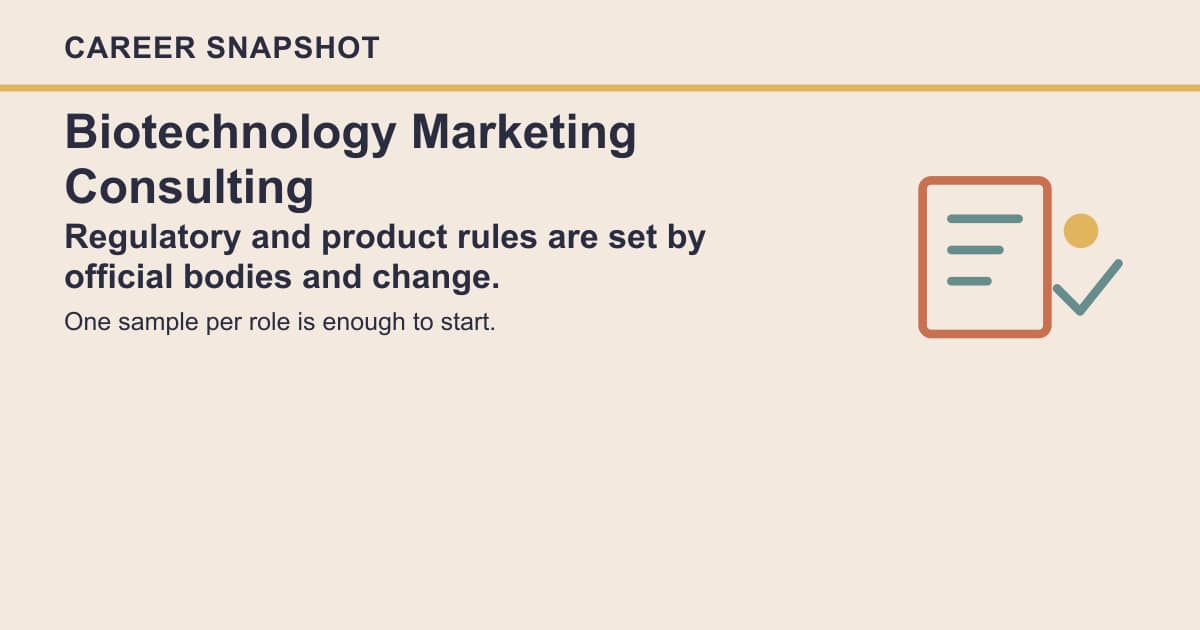 CAREER SNAPSHOT
Biotechnology Marketing
Consulting
Regulatory and product rules are set by
official bodies and change.
One sample per role is enough to start.